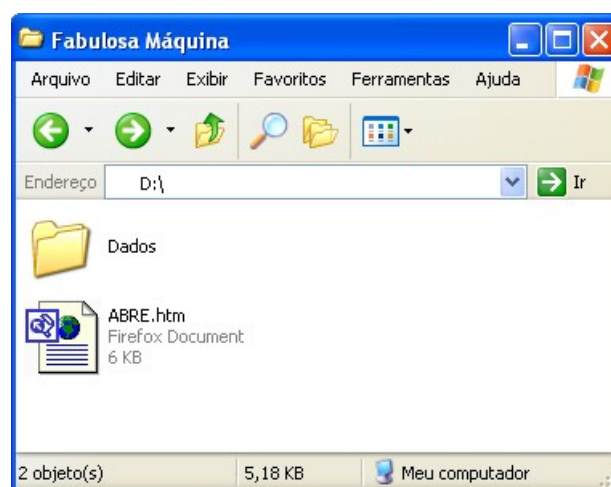 Fabulosa Máquina
Arquivo Editar Exibir Favoritos Ferramentas Ajuda
Endereço D:\ Ir
Dados
ABRE.htm
Firefox Document
6 KB
2 objeto(s) 5,18 KB Meu computador